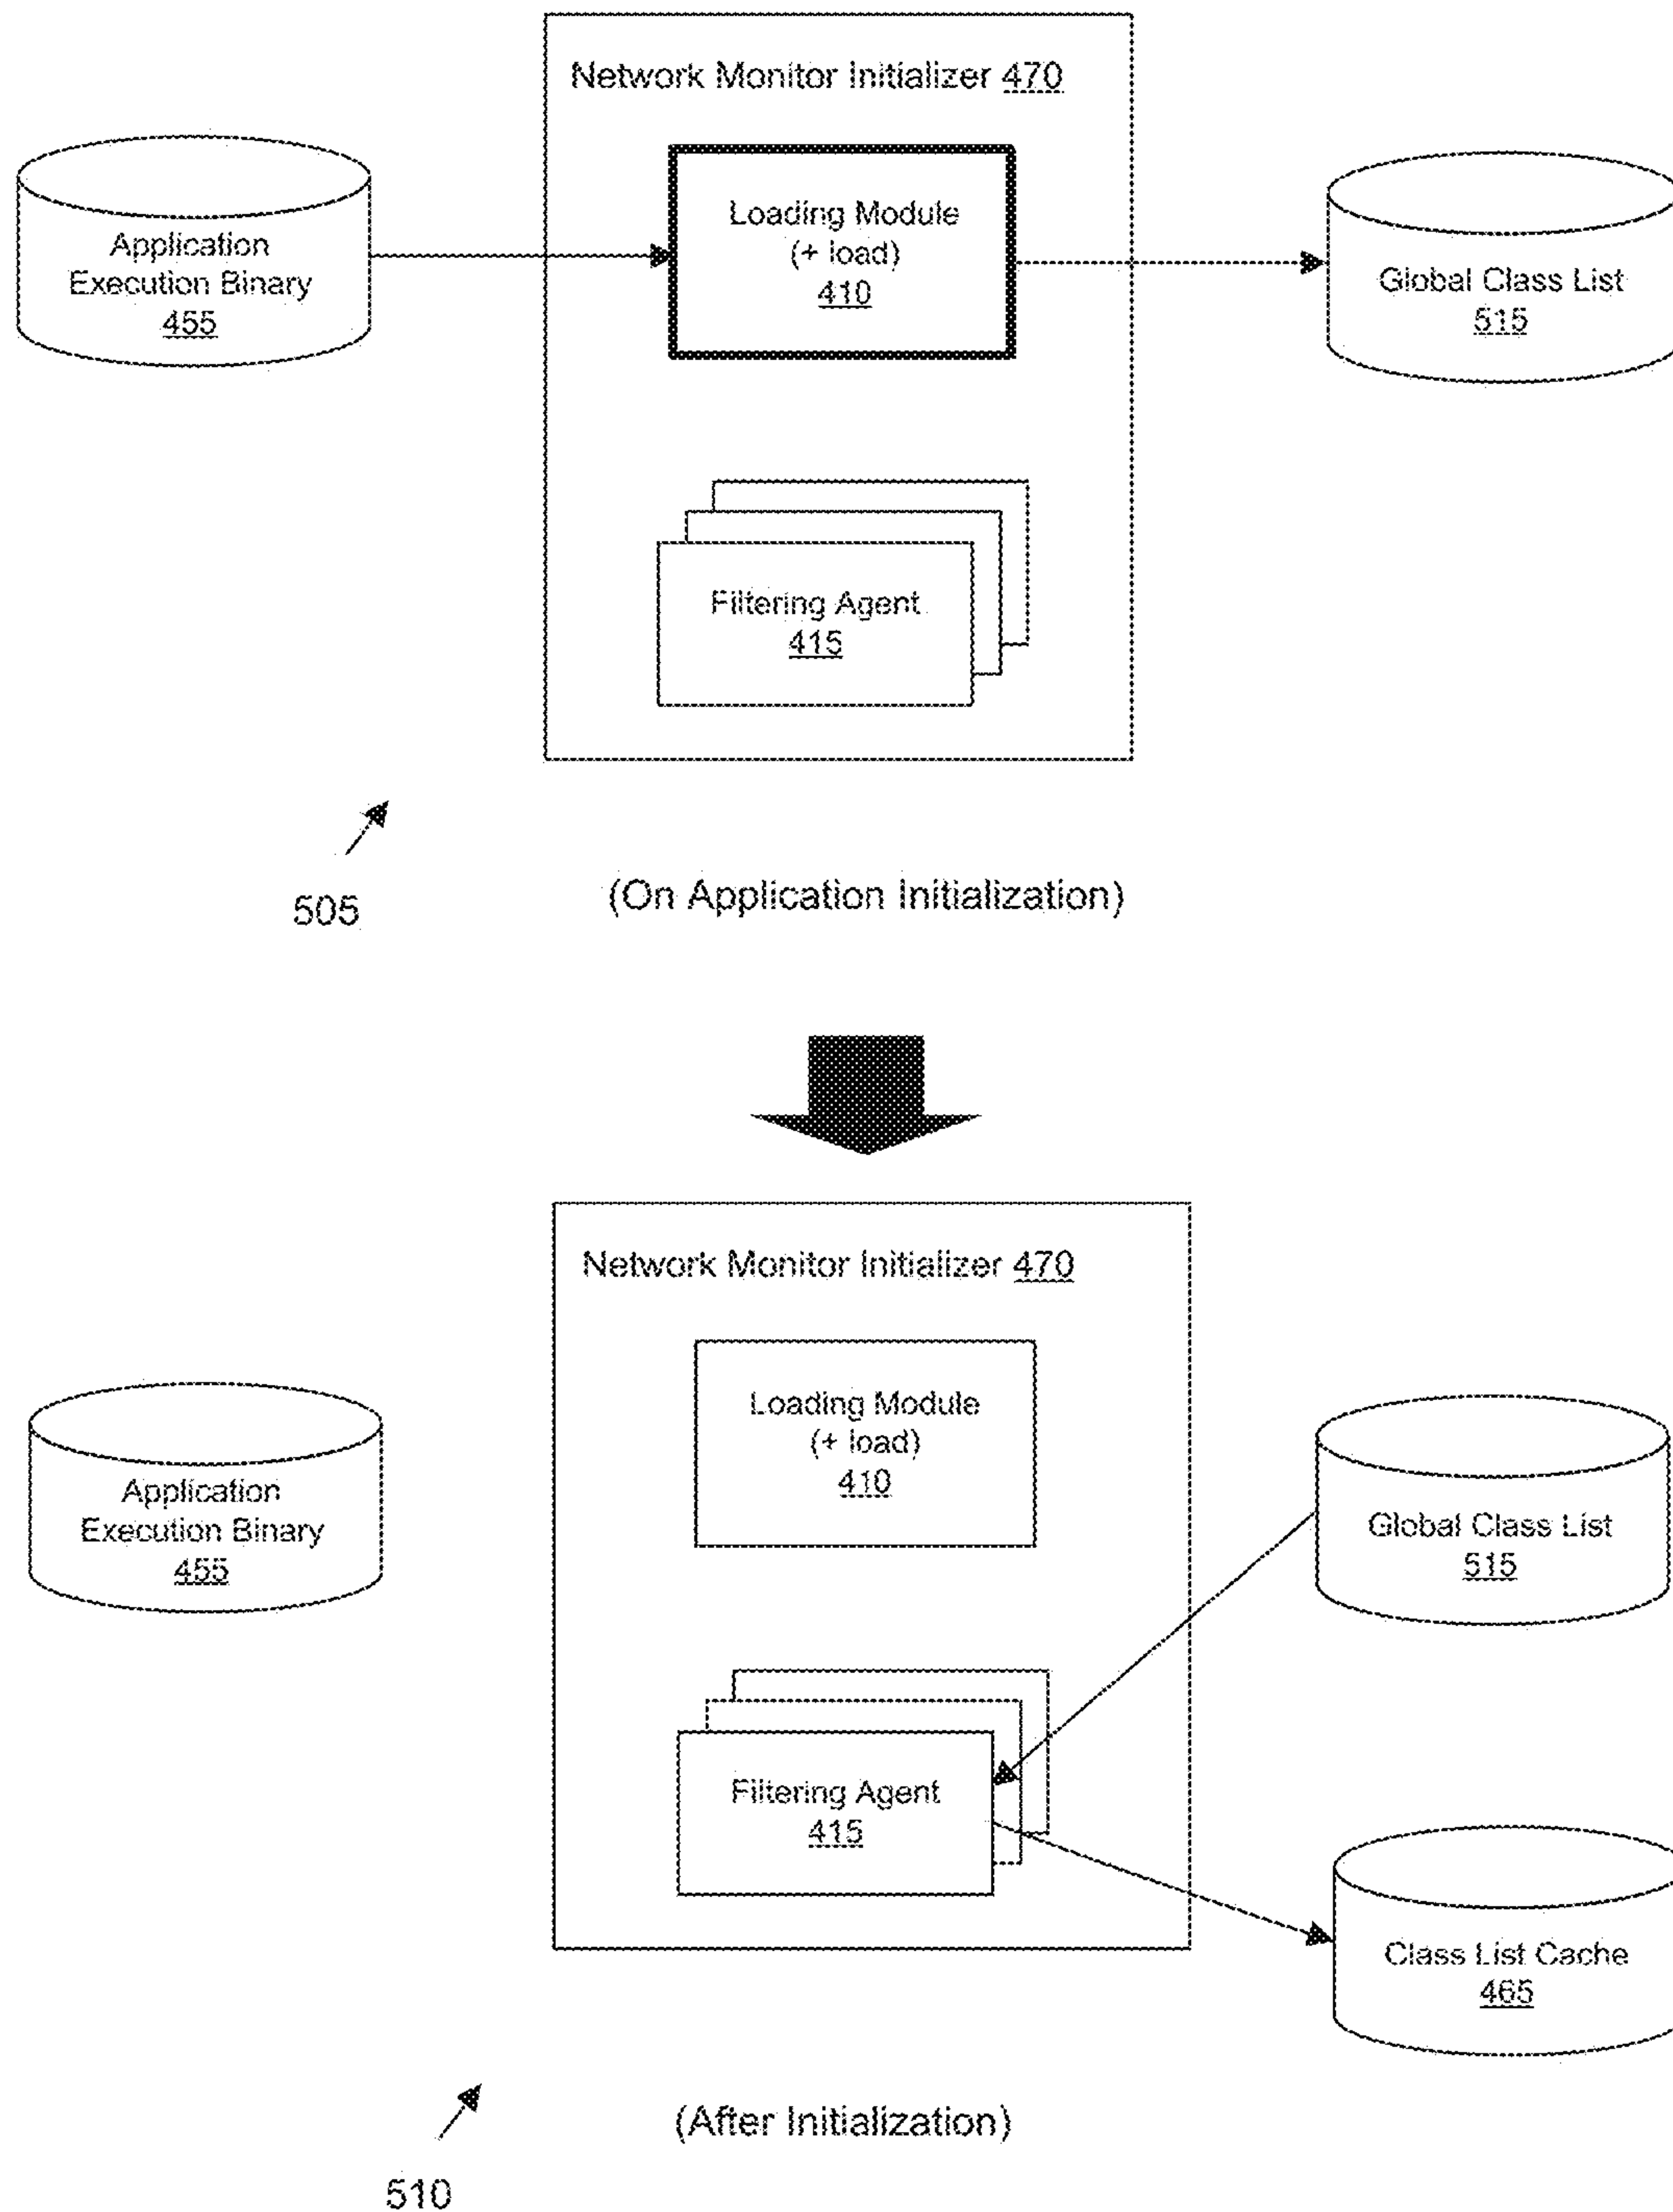 Network Monitor Initializer 470
Application
Execution Binary
455
Loading Module
(+ load)
410
Global Class List
515
Filtering Agent
415
505
(On Application Initialization)
Network Monitor Initializer 470
Application
Execution Binary
455
Loading Module
(+ load)
410
Global Class List
515
Filtering Agent
415
Class List Cache
465
(After Initialization)
510